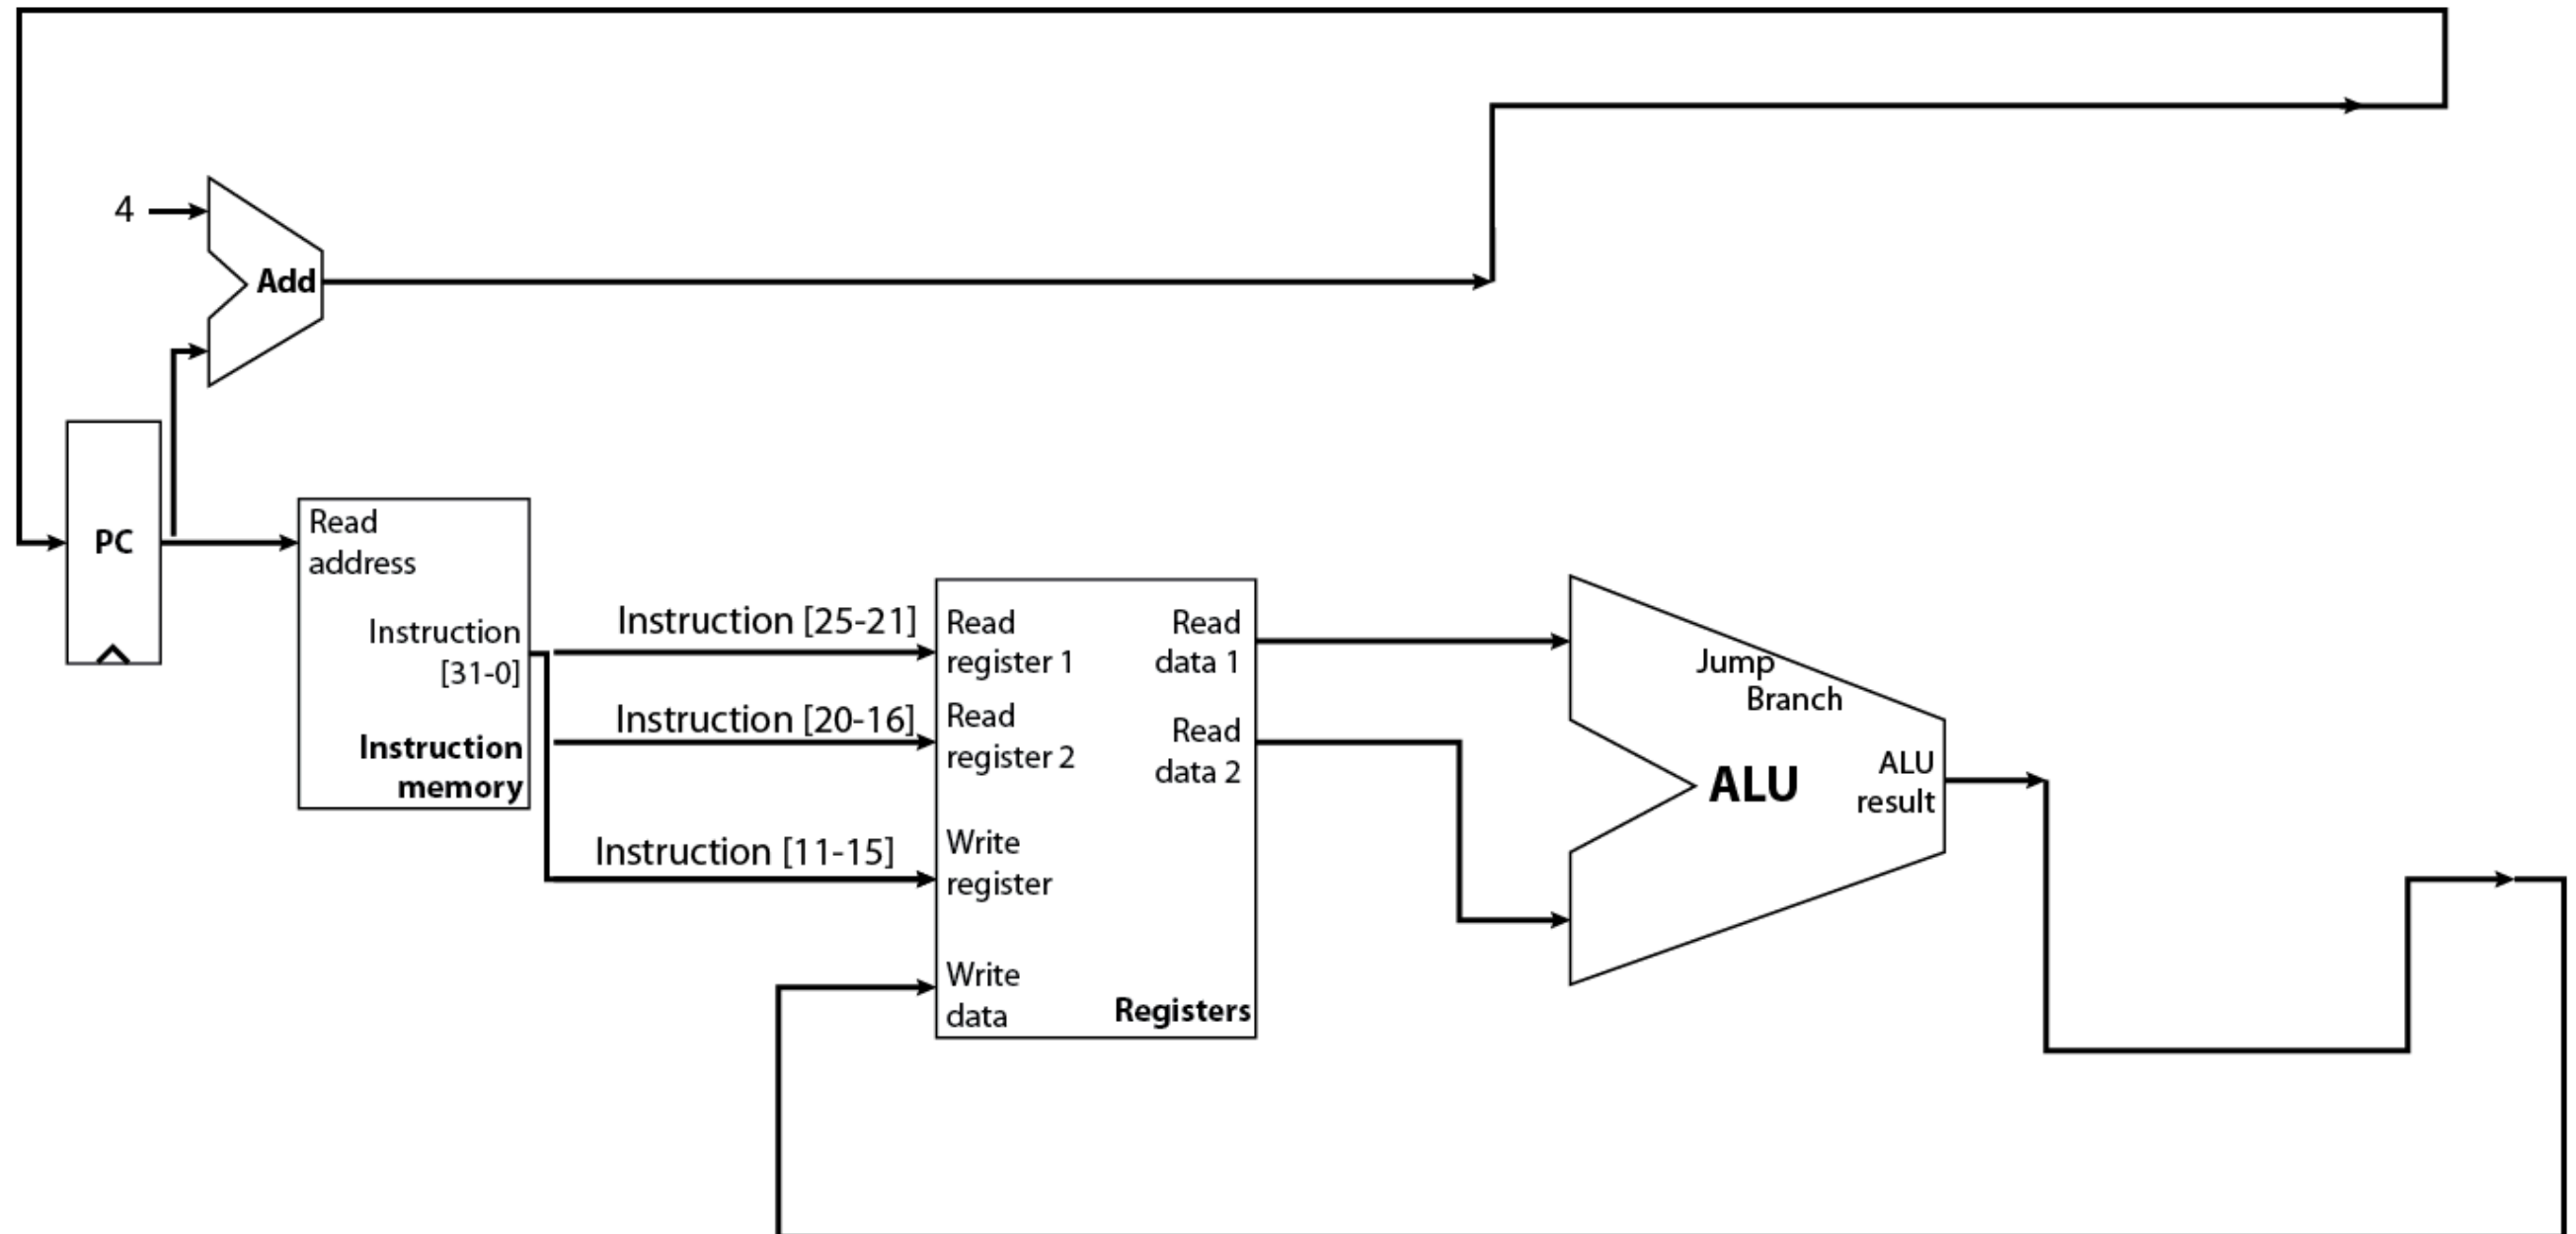 4
Add
PC
Read
address
Instruction
[31-0]
Instruction
memory
Instruction [25-21]
Instruction [20-16]
Instruction [11-15]
Read
register 1
Read
register 2
Write
register
Write
data
Read
data 1
Read
data 2
Registers
Jump
Branch
ALU
ALU
result